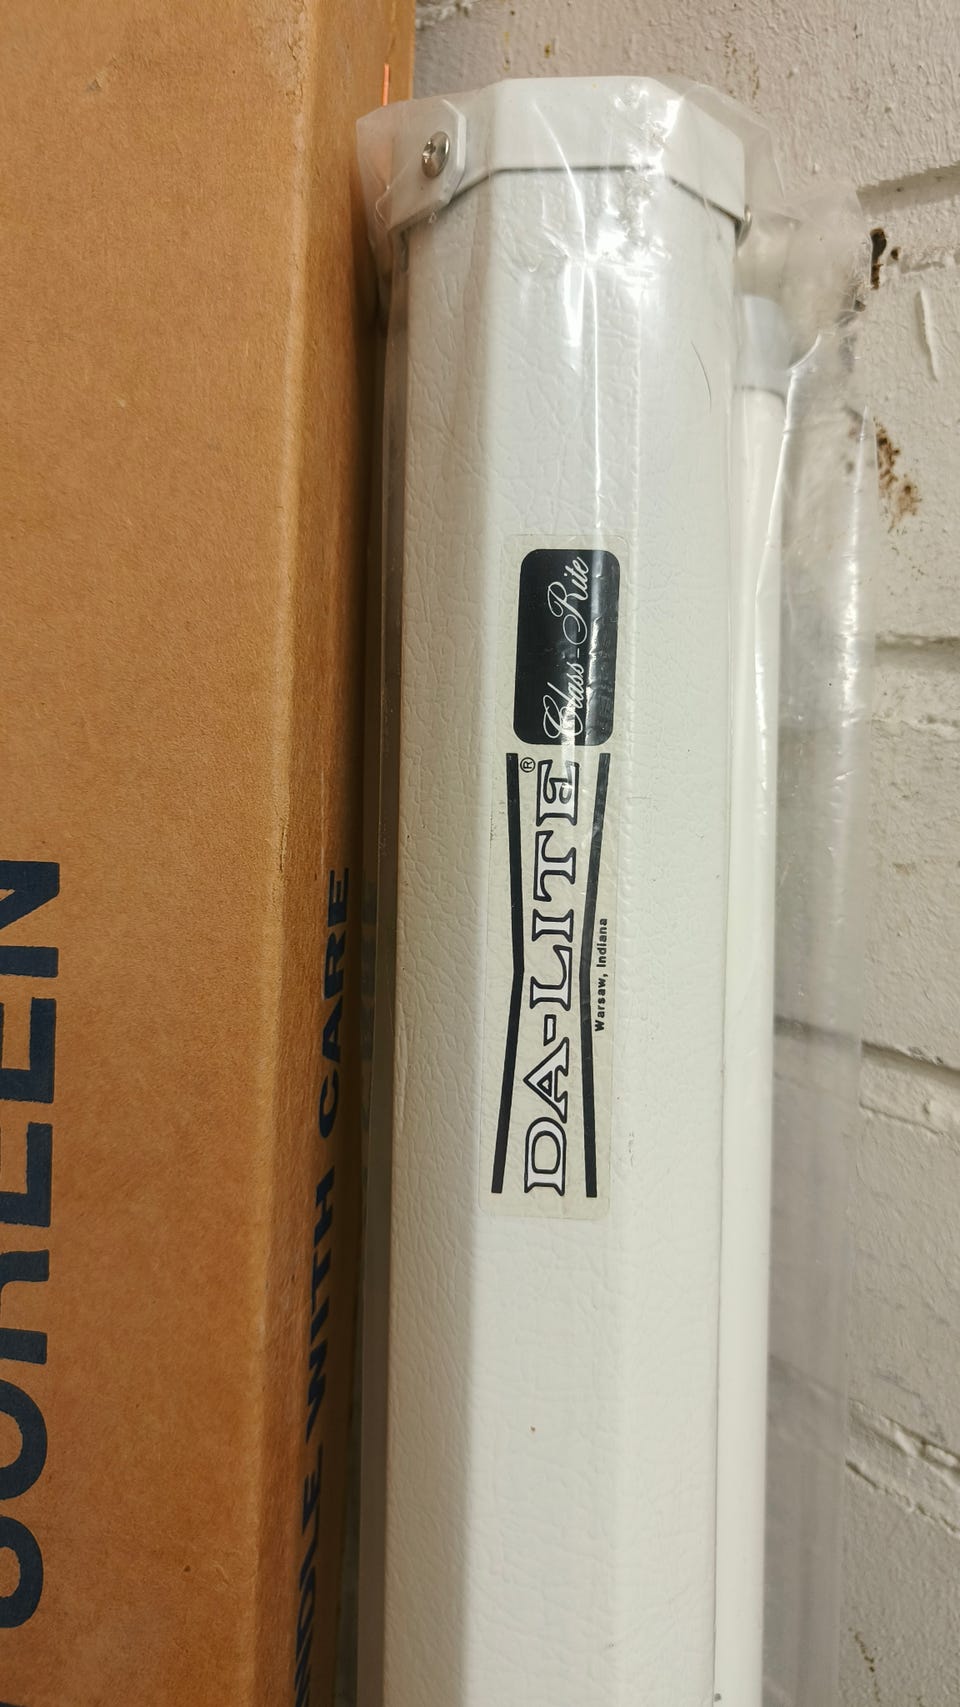 SCREEN
HANDLE WITH CARE
DA-LITE®
Class-Rite
Warsaw, Indiana